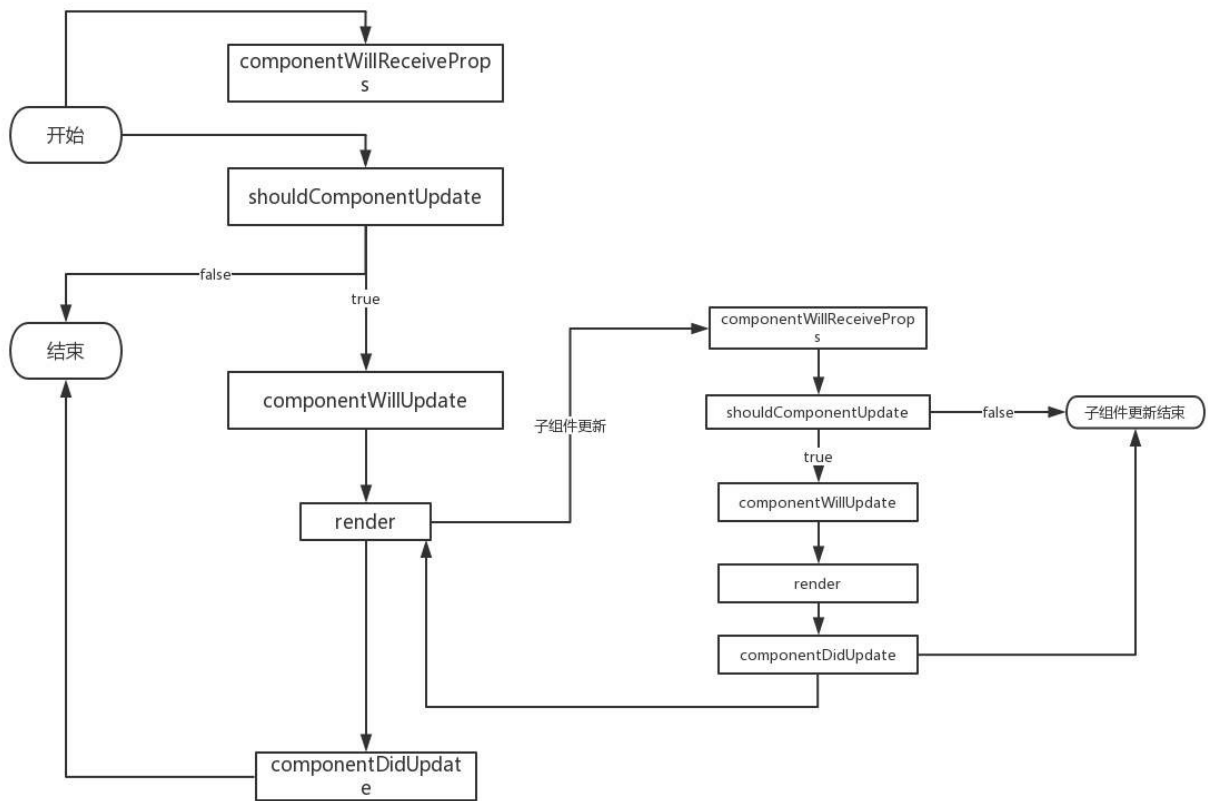 componentWillReceiveProp
s
开始
shouldComponentUpdate
false
true
结束
componentWillUpdate
render
componentDidUpdat
e
子组件更新
componentWillReceiveProp
s
shouldComponentUpdate
false
子组件更新结束
true
componentWillUpdate
render
componentDidUpdate